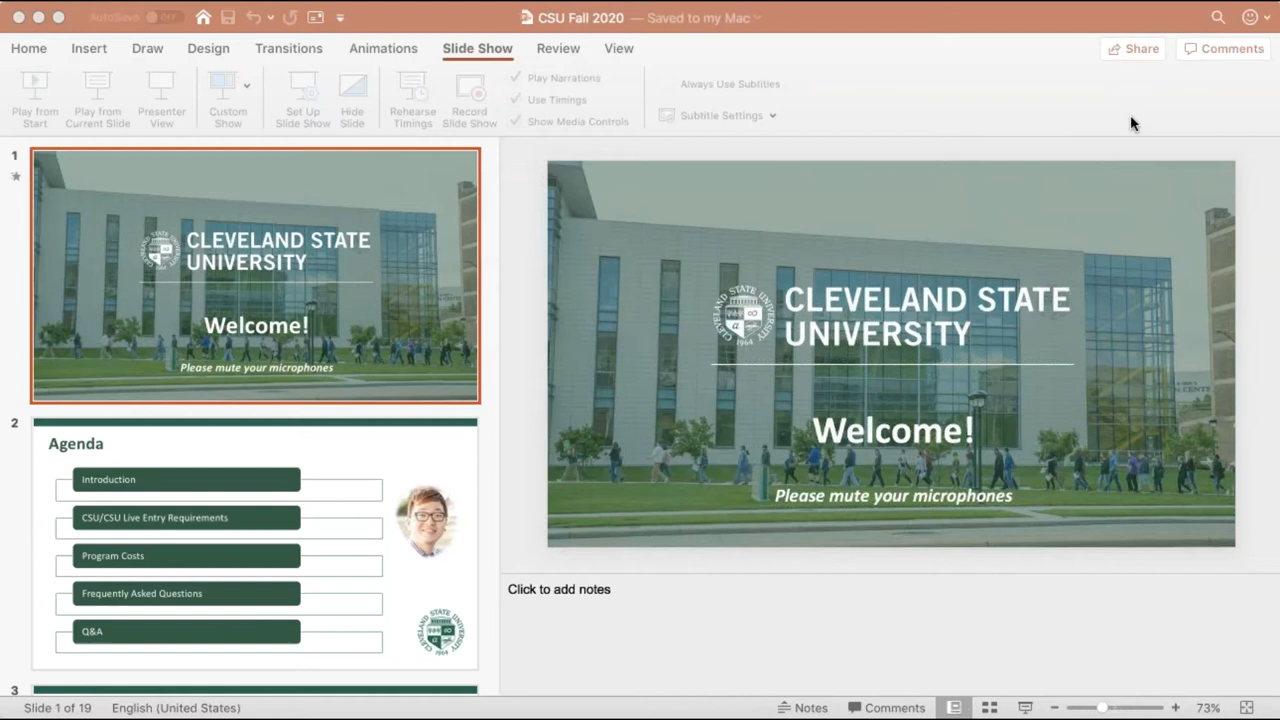 AutoSave OFF
CSU Fall 2020 — Saved to my Mac
Home Insert Draw Design Transitions Animations Slide Show Review View
Share Comments
Play from Start
Play from Current Slide
Presenter View
Custom Show
Set Up Slide Show
Hide Slide
Rehearse Timings
Record Slide Show
Play Narrations
Use Timings
Show Media Controls
Always Use Subtitles
Subtitle Settings
1
CLEVELAND STATE
UNIVERSITY
Welcome!
Please mute your microphones
2
Agenda
Introduction
CSU/CSU Live Entry Requirements
Program Costs
Frequently Asked Questions
Q&A
3
CLEVELAND STATE
UNIVERSITY
CLEVELAND STATE UNIVERSITY
1964
Welcome!
Please mute your microphones
Click to add notes
Slide 1 of 19 English (United States)
Notes Comments 73%